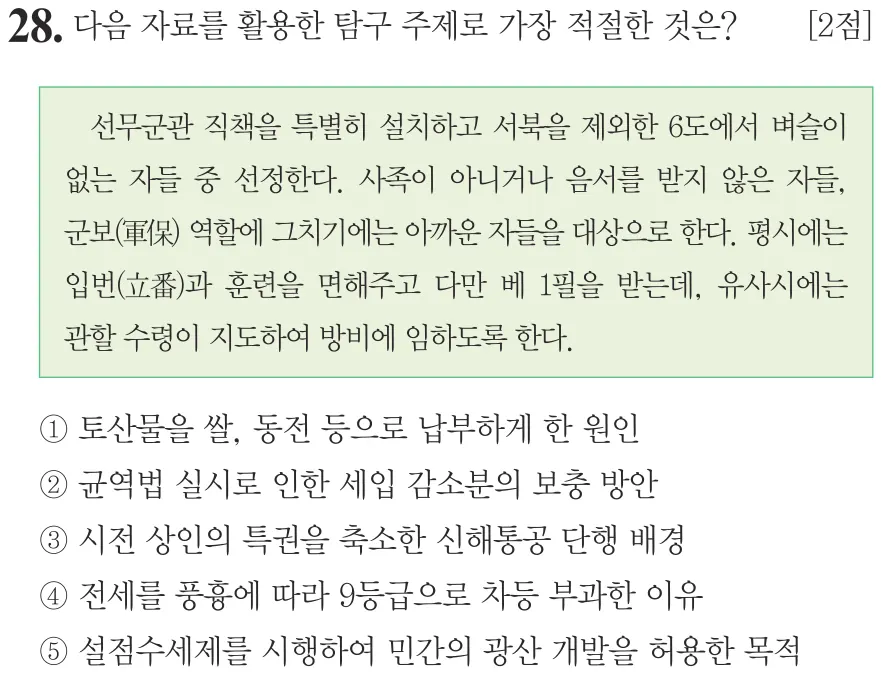 28. 다음 자료를 활용한 탐구 주제로 가장 적절한 것은? [2점]
선무군관 직책을 특별히 설치하고 서북을 제외한 6도에서 벼슬이
없는 자들 중 선정한다. 사족이 아니거나 음서를 받지 않은 자들,
군보(軍保) 역할에 그치기에는 아까운 자들을 대상으로 한다. 평시에는
입번(立番)과 훈련을 면해주고 다만 베 1필을 받는데, 유사시에는
관할 수령이 지도하여 방비에 임하도록 한다.
① 토산물을 쌀, 동전 등으로 납부하게 한 원인
② 균역법 실시로 인한 세입 감소분의 보충 방안
③ 시전 상인의 특권을 축소한 신해통공 단행 배경
④ 전세를 풍흉에 따라 9등급으로 차등 부과한 이유
⑤ 설점수세제를 시행하여 민간의 광산 개발을 허용한 목적